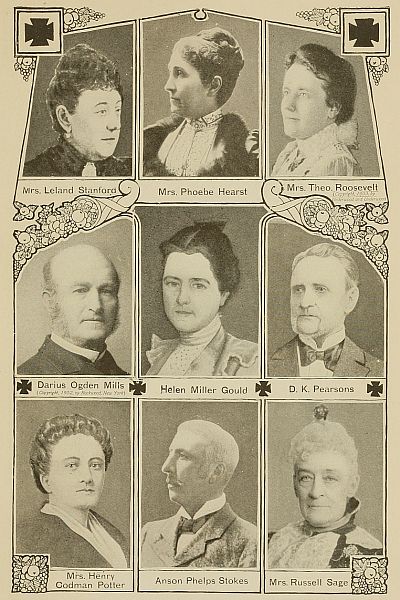 Mrs. Leland Stanford
Mrs. Phoebe Hearst
Mrs. Theo. Roosevelt
Darius Ogden Mills
(Copyright, 1902, by Rockwood, New York)
Helen Miller Gould
D. K. Pearsons
Mrs. Henry
Codman Potter
Anson Phelps Stokes
Mrs. Russell Sage